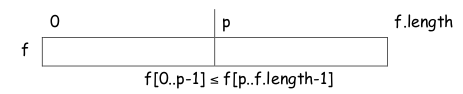 0 p f.length
f
f[0..p-1] ≤ f[p..f.length-1]